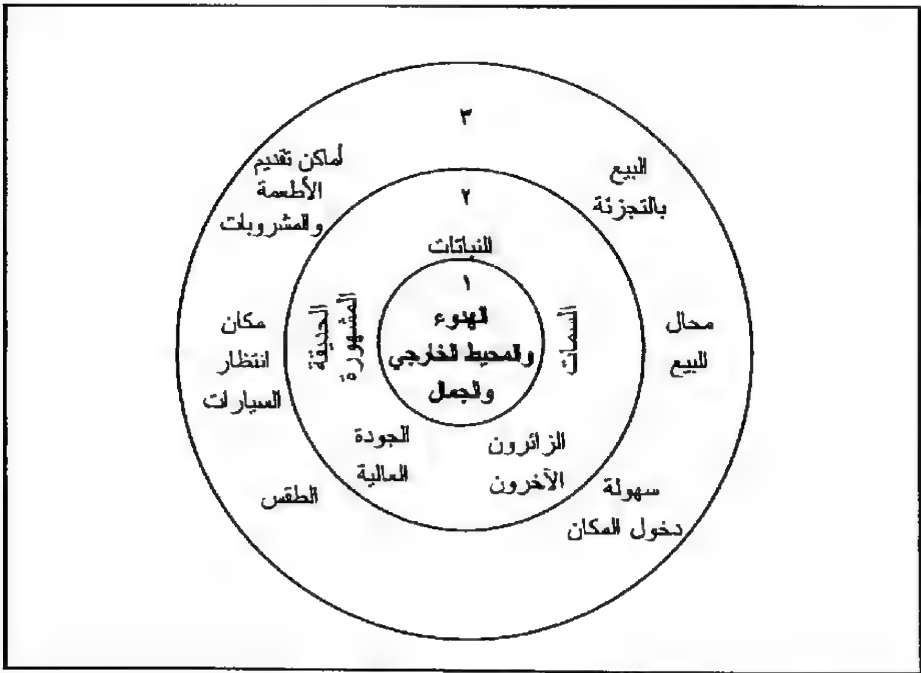 ٣
أماكن تقديم
الأطعمة
والمشروبات
البيع
بالتجزئة
محال
للبيع
سهولة
دخول المكان
الطقس
مكان
انتظار
السيارات
٢
النباتات
السمات
الزائرون
الآخرون
الجودة
العالية
الحديقة
المشهورة
١
الهدوء
والمحيط الخارجي
والجمال